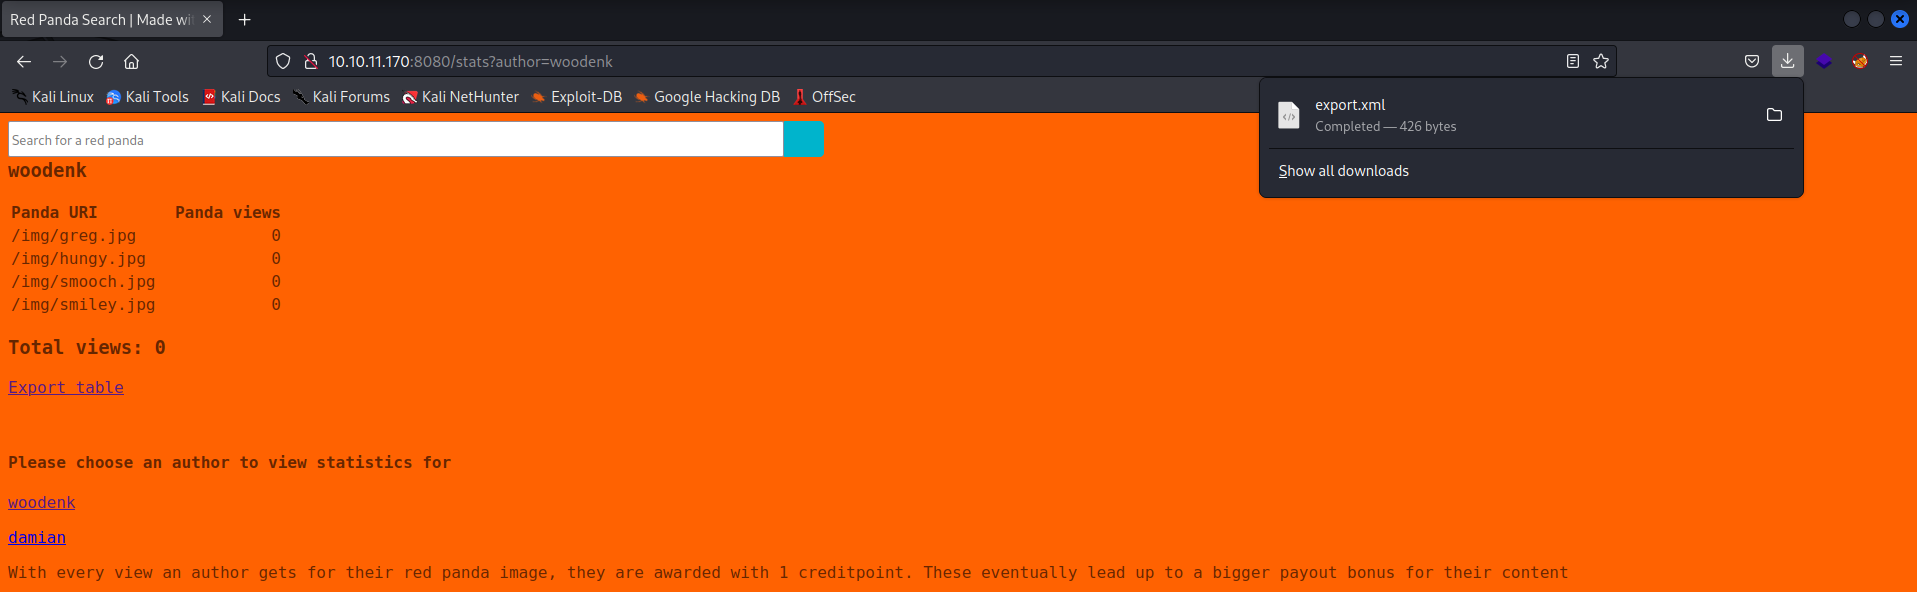 Red Panda Search | Made wi
10.10.11.170:8080/stats?author=woodenk
Kali Linux Kali Tools Kali Docs Kali Forums Kali NetHunter Exploit-DB Google Hacking DB OffSec
export.xml
Completed — 426 bytes
Show all downloads
Search for a red panda
woodenk
Panda URI Panda views
/img/greg.jpg 0
/img/hungy.jpg 0
/img/smooch.jpg 0
/img/smiley.jpg 0
Total views: 0
Export table
Please choose an author to view statistics for
woodenk
damian
With every view an author gets for their red panda image, they are awarded with 1 creditpoint. These eventually lead up to a bigger payout bonus for their content